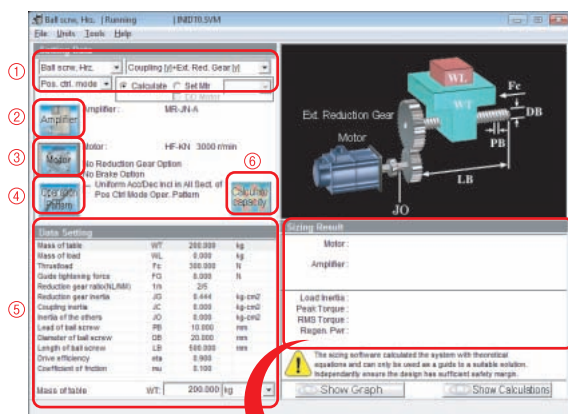 Ball scrw, Hrz. | Running | INID10.SVM
File Units Tools Help
①
Ball scrw, Hrz. Coupling [y]+Ext. Red. Gear [y]
Pos. ctrl. mode Calculate Set Mtr
② Amplifier Amplifier: MR-JN-A
③ Motor Motor: HF-KN 3000 r/min
No Reduction Gear Option
No Brake Option
④ Operation Pattern
Uniform Acc/Dec Incl in All Sect. of
Pos Ctrl Mode Oper. Pattern
⑥ Calculate capacity
WL
WT
Fc
DB
PB
LB
JO
Ext. Reduction Gear
Motor
⑤
Data Setting
Mass of table WT 200.000 kg
Mass of load WL 0.000 kg
Thrustload Fc 300.000 N
Guide tightening force FG 0.000 N
Reduction gear ratio(NL/NM) 1/n 2/5
Reduction gear inertia JG 0.444 kg-cm2
Coupling inertia JC 0.000 kg-cm2
Inertia of the others JO 0.000 kg-cm2
Lead of ball screw PB 10.000 mm
Diameter of ball screw DB 20.000 mm
Length of ball screw LB 500.000 mm
Drive efficiency eta 0.900
Coefficient of friction mu 0.100
Mass of table WT: 200.000 kg
Sizing Result
Motor:
Amplifier:
Load Inertia:
Peak Torque:
RMS Torque:
Regen. Pwr:
The sizing software calculated the system with theoretical
equations and can only be used as a guide to a suitable solution.
Independantly ensure the design has sufficient safety margin.
Show Graph Show Calculations